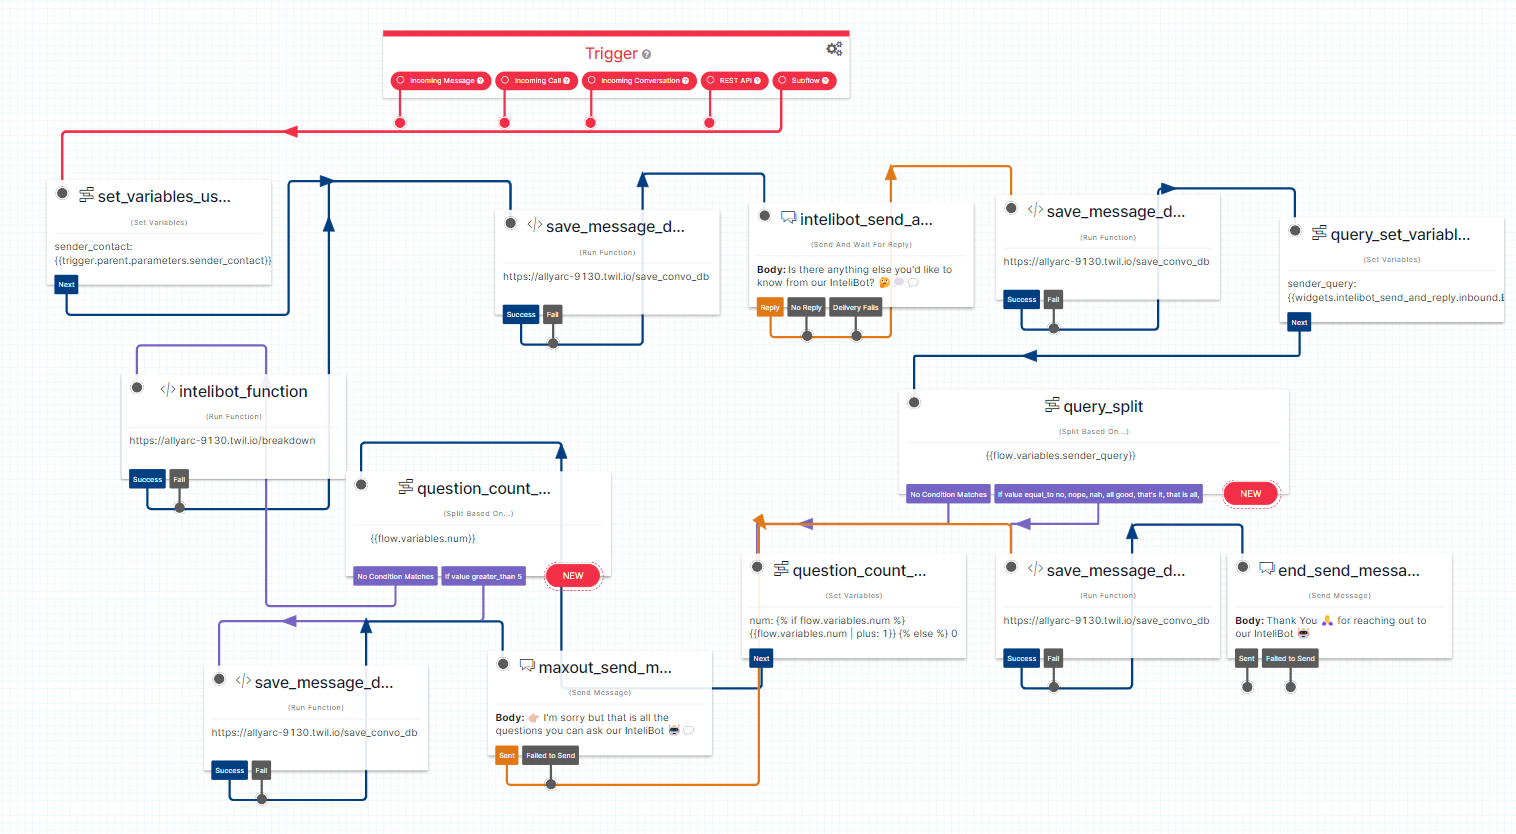 Trigger
Incoming Message
Incoming Call
Incoming Conversation
REST API
Subflow
set_variables_us...
(Set Variables)
sender_contact:
{{trigger.parent.parameters.sender_contact}}
Next
save_message_d...
(Run Function)
https://allyarc-9130.twil.io/save_convo_db
Success
Fail
intelibot_send_a...
(Send And Wait For Reply)
Body: Is there anything else you'd like to
know from our InteliBot? 🤔 💭 💬
Reply
No Reply
Delivery Fails
save_message_d...
(Run Function)
https://allyarc-9130.twil.io/save_convo_db
Success
Fail
query_set_variabl...
(Set Variables)
sender_query:
{{widgets.intelibot_send_and_reply.inbound.E
Next
intelibot_function
(Run Function)
https://allyarc-9130.twil.io/breakdown
Success
Fail
query_split
(Split Based On...)
{{flow.variables.sender_query}}
No Condition Matches
If value equal_to no, nope, nah, all good, that's it, that is all,
NEW
question_count_...
(Split Based On...)
{{flow.variables.num}}
No Condition Matches
If value greater_than 5
NEW
question_count_...
(Set Variables)
num: {% if flow.variables.num %}
{{flow.variables.num | plus: 1}} {% else %} 0
Next
save_message_d...
(Run Function)
https://allyarc-9130.twil.io/save_convo_db
Success
Fail
end_send_messa...
(Send Message)
Body: Thank You 🙏 for reaching out to
our InteliBot
Sent
Failed to Send
save_message_d...
(Run Function)
https://allyarc-9130.twil.io/save_convo_db
Success
Fail
maxout_send_m...
(Send Message)
Body: I'm sorry but that is all the
questions you can ask our InteliBot
Sent
Failed to Send